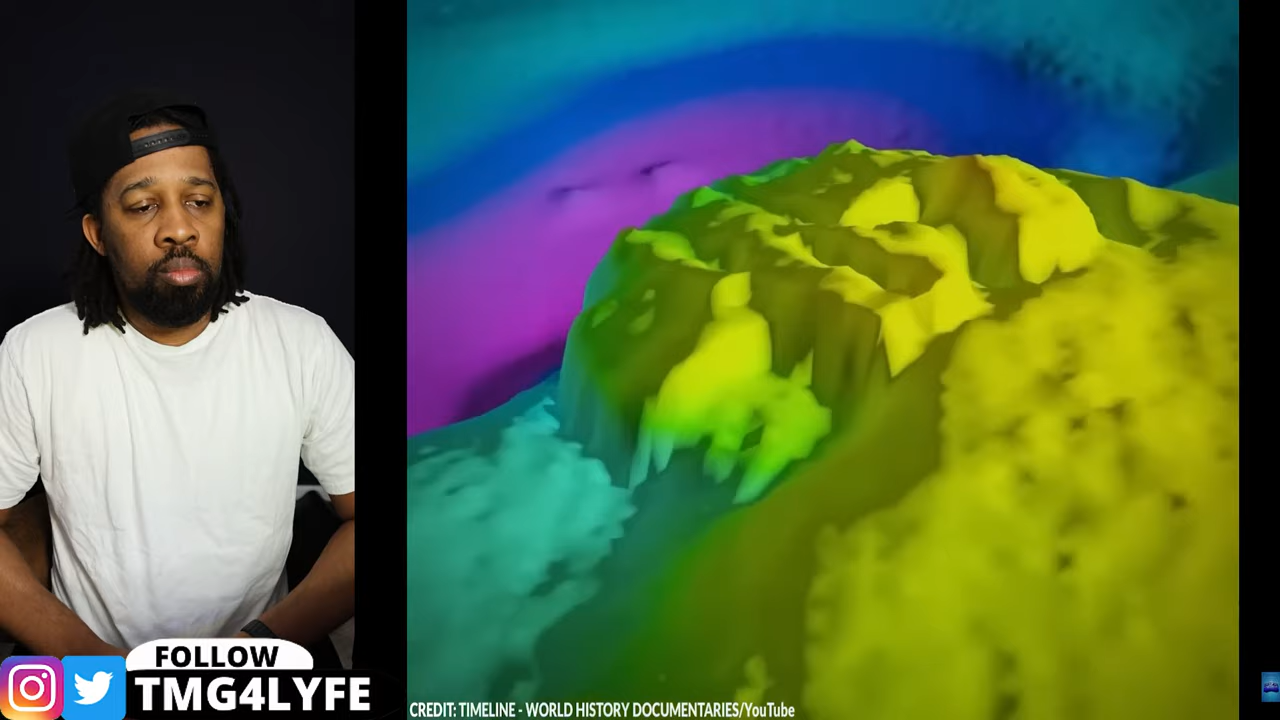 FOLLOW
TMG4LYFE
CREDIT: TIMELINE - WORLD HISTORY DOCUMENTARIES/YouTube